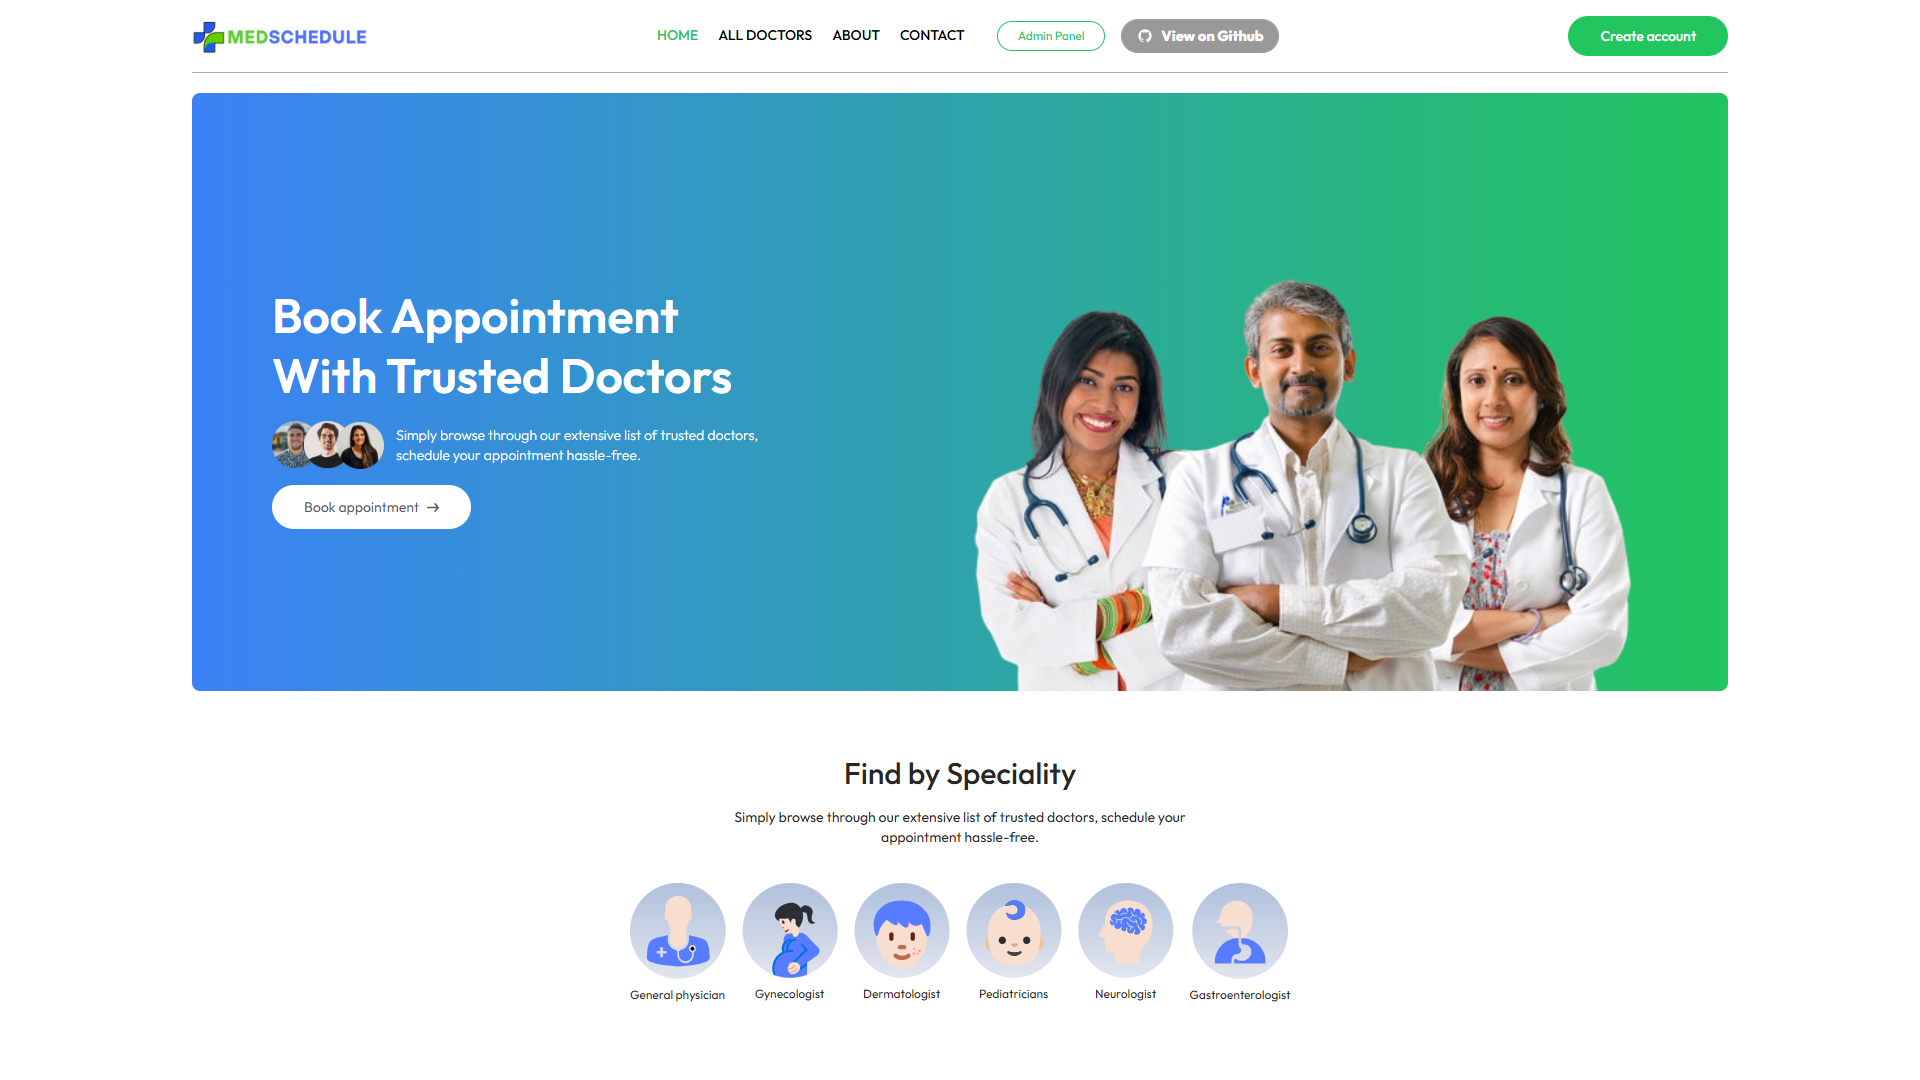 MEDSCHEDULE
HOME
ALL DOCTORS
ABOUT
CONTACT
Admin Panel
View on Github
Create account
Book Appointment
With Trusted Doctors
Simply browse through our extensive list of trusted doctors,
schedule your appointment hassle-free.
Book appointment →
Find by Speciality
Simply browse through our extensive list of trusted doctors, schedule your
appointment hassle-free.
General physician
Gynecologist
Dermatologist
Pediatricians
Neurologist
Gastroenterologist